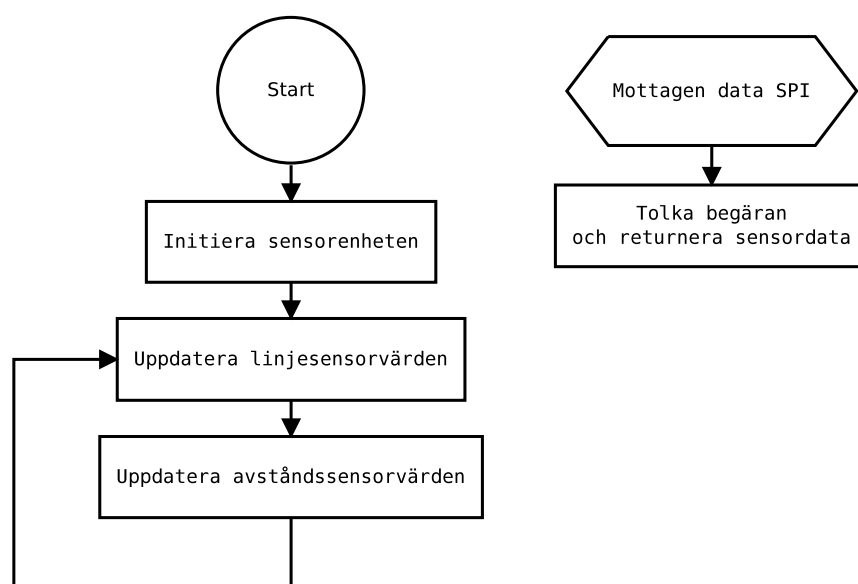 Start
Initiera sensorenheten
Uppdatera linjesensorvärden
Uppdatera avståndssensorvärden
Mottagen data SPI
Tolka begäran
och returnera sensordata